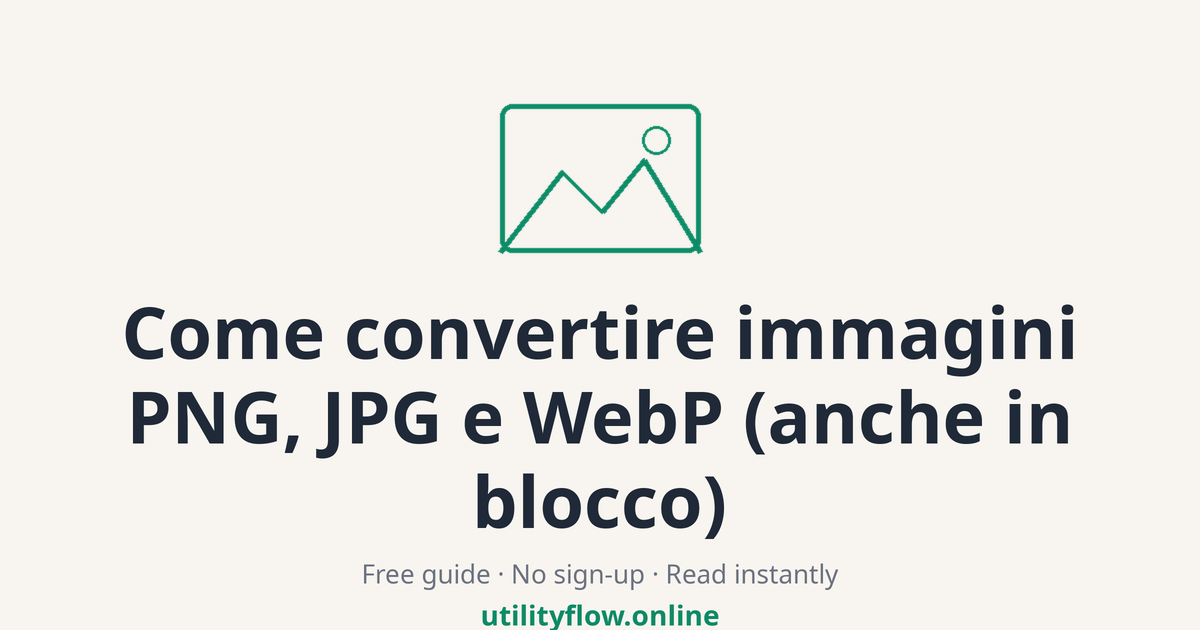 Come convertire immagini
PNG, JPG e WebP (anche in
blocco)
Free guide · No sign-up · Read instantly
utilityflow.online